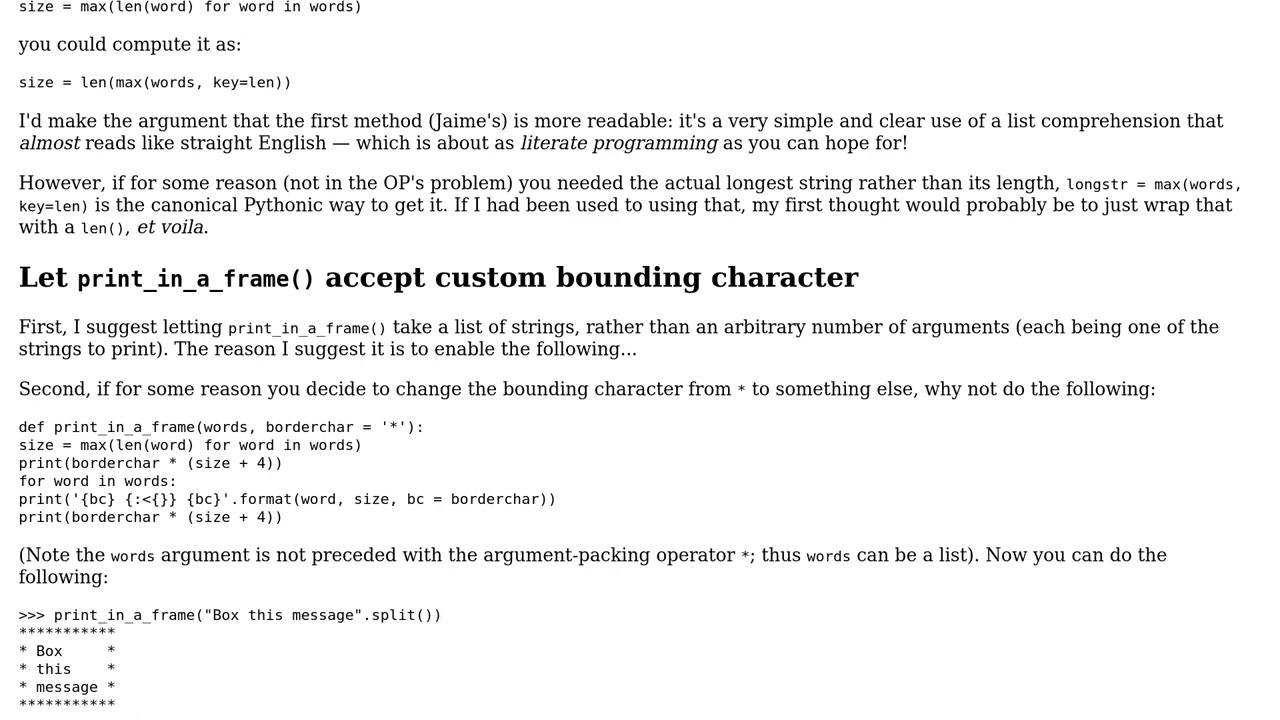 size = max(len(word) for word in words)
you could compute it as:
size = len(max(words, key=len))
I'd make the argument that the first method (Jaime's) is more readable: it's a very simple and clear use of a list comprehension that
almost reads like straight English — which is about as literate programming as you can hope for!
However, if for some reason (not in the OP's problem) you needed the actual longest string rather than its length, longstr = max(words,
key=len) is the canonical Pythonic way to get it. If I had been used to using that, my first thought would probably be to just wrap that
with a len(), et voila.
Let print_in_a_frame() accept custom bounding character
First, I suggest letting print_in_a_frame() take a list of strings, rather than an arbitrary number of arguments (each being one of the
strings to print). The reason I suggest it is to enable the following...
Second, if for some reason you decide to change the bounding character from * to something else, why not do the following:
def print_in_a_frame(words, borderchar = '*'):
size = max(len(word) for word in words)
print(borderchar * (size + 4))
for word in words:
print('{bc} {:<{}} {bc}'.format(word, size, bc = borderchar))
print(borderchar * (size + 4))
(Note the words argument is not preceded with the argument-packing operator *; thus words can be a list). Now you can do the
following:
>>> print_in_a_frame("Box this message".split())
***********
* Box     *
* this    *
* message *
***********